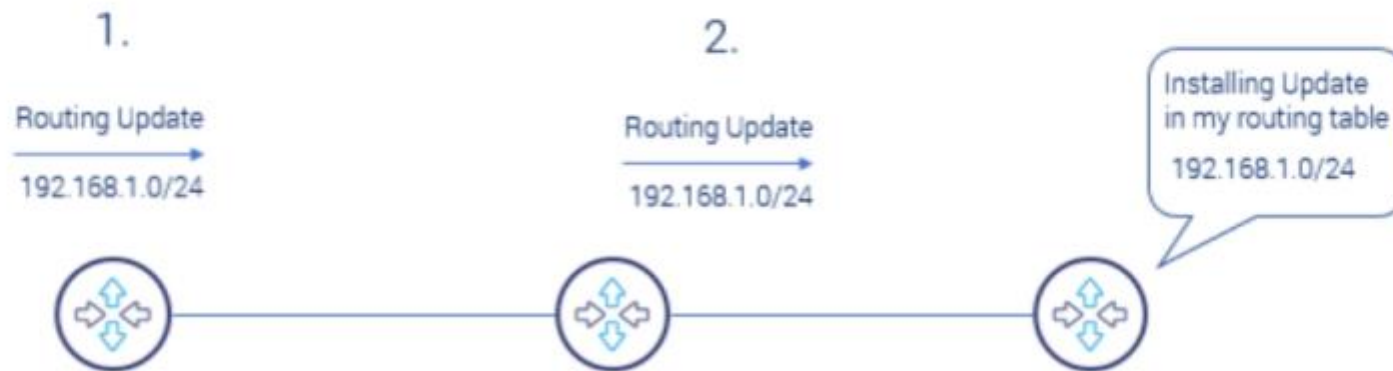 1.
Routing Update
192.168.1.0/24
2.
Routing Update
192.168.1.0/24
Installing Update
in my routing table
192.168.1.0/24